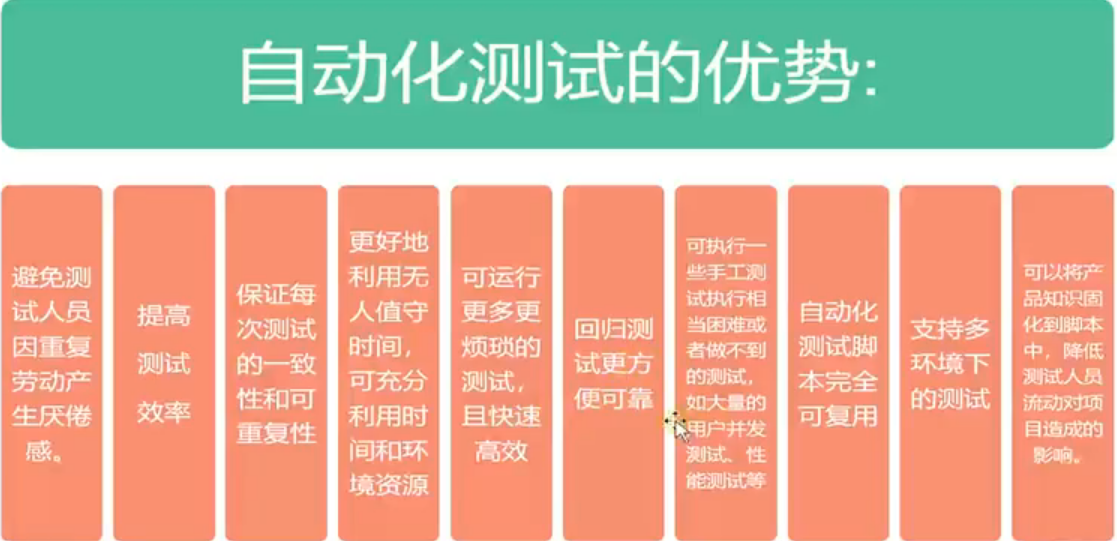 自动化测试的优势:
避免测
试人员
因重复
劳动产
生厌倦
感。
提高
测试
效率
保证每
次测试
的一致
性和可
重复性
更好地
利用无
人值守
时间，
可充分
利用时
间和环
境资源
可运行
更多更
烦琐的
测试，
且快速
高效
回归测
试更方
便可靠
可执行一
些手工测
试执行相
当困难或
者做不到
的测试，
如大量的
用户并发
测试、性
能测试等
自动化
测试脚
本完全
可复用
支持多
环境下
的测试
可以将产
品知识固
化到脚本
中，降低
测试人员
流动对项
目造成的
影响。